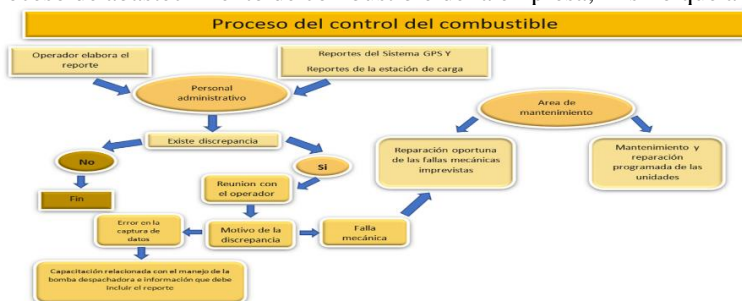 Proceso del control del combustible
Operador elabora el
reporte
Reportes del Sistema GPS Y
Reportes de la estación de carga
Personal
administrativo
Area de
mantenimiento
Existe discrepancia
No
Si
Reparación oportuna
de las fallas mecánicas
imprevistas
Mantenimiento y
reparación
programada de las
unidades
Fin
Reunion con
el operador
Error en la
captura de
datos
Motivo de la
discrepancia
Falla
mecánica
Capacitación relacionada con el manejo de la
bomba despachadora e información que debe
incluir el reporte